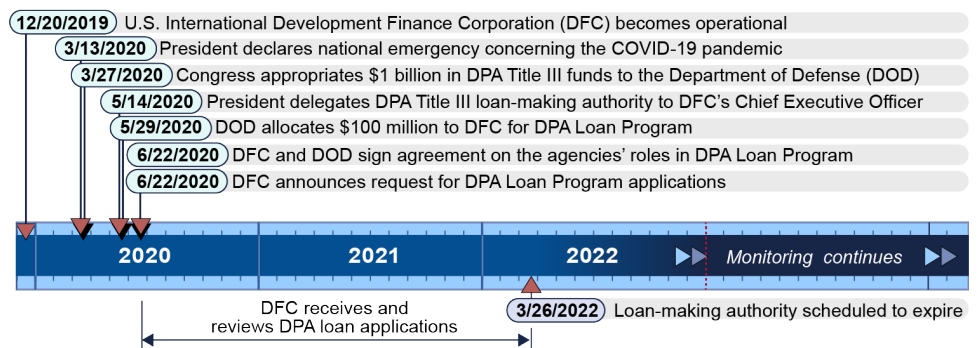 12/20/2019 U.S. International Development Finance Corporation (DFC) becomes operational
3/13/2020 President declares national emergency concerning the COVID-19 pandemic
3/27/2020 Congress appropriates $1 billion in DPA Title III funds to the Department of Defense (DOD)
5/14/2020 President delegates DPA Title III loan-making authority to DFC's Chief Executive Officer
5/29/2020 DOD allocates $100 million to DFC for DPA Loan Program
6/22/2020 DFC and DOD sign agreement on the agencies' roles in DPA Loan Program
6/22/2020 DFC announces request for DPA Loan Program applications
2020 2021 2022 Monitoring continues
3/26/2022 Loan-making authority scheduled to expire
DFC receives and
reviews DPA loan applications